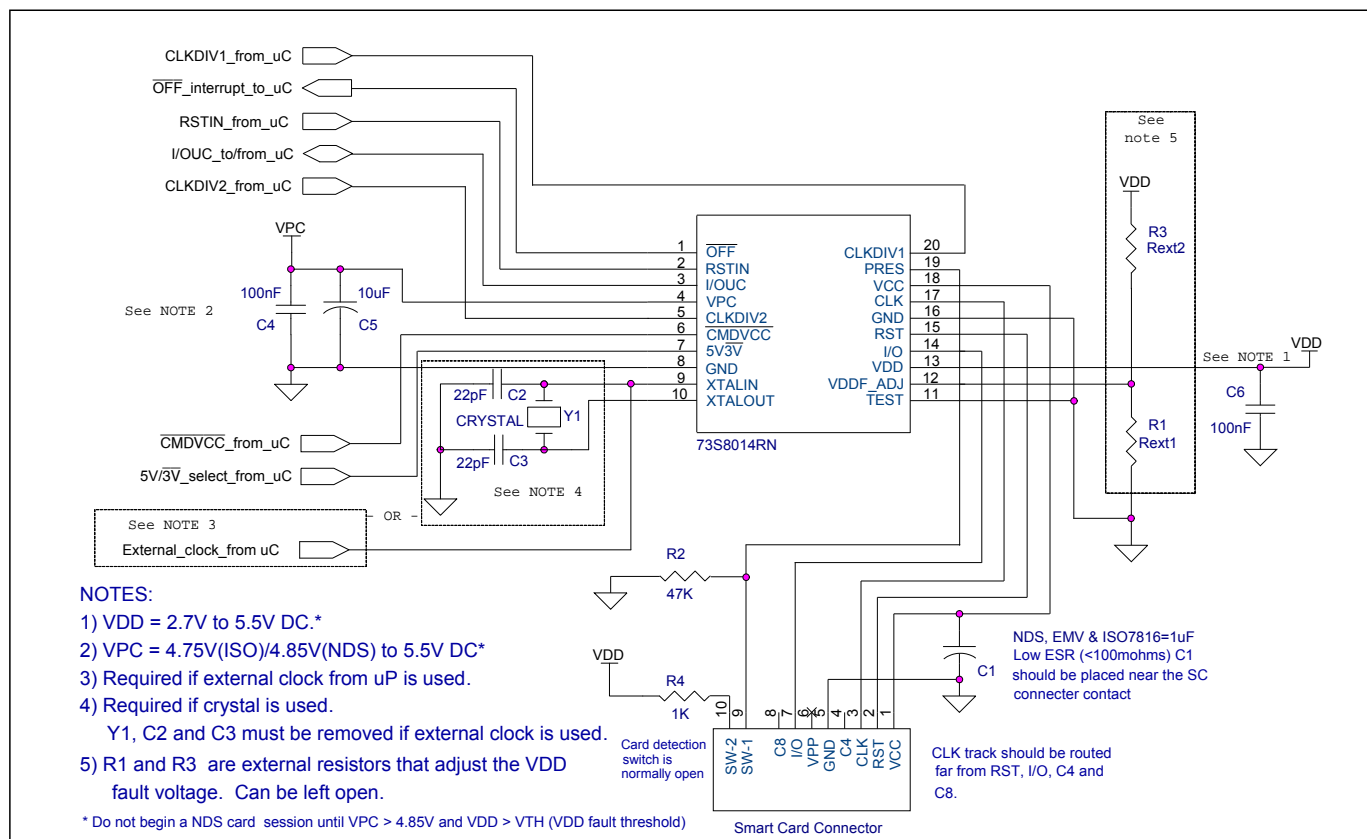 CLKDIV1_from_uC
OFF_interrupt_to_uC
RSTIN_from_uC
I/OUC_to/from_uC
CLKDIV2_from_uC
VPC
See NOTE 2
100nF
C4
10uF
C5
CMDVCC_from_uC
5V/3V_select_from_uC
See NOTE 3
External_clock_from uC
- OR -
22pF
C2
CRYSTAL
Y1
22pF
C3
See NOTE 4
1
2
3
4
5
6
7
8
9
10
OFF
RSTIN
I/OUC
VPC
CLKDIV2
CMDVCC
5V3V
GND
XTALIN
XTALOUT
CLKDIV1
PRES
VCC
CLK
GND
RST
I/O
VDD
VDDF_ADJ
TEST
20
19
18
17
16
15
14
13
12
11
73S8014RN
See
note 5
VDD
R3
Rext2
R1
Rext1
See NOTE 1
VDD
C6
100nF
R2
47K
VDD
R4
1K
C1
NDS, EMV & ISO7816=1uF
Low ESR (<100mohms) C1
should be placed near the SC
connecter contact
Card detection
switch is
normally open
10
9
8
7
6
5
4
3
2
1
SW-2
SW-1
C8
I/O
VPP
GND
C4
CLK
RST
VCC
CLK track should be routed
far from RST, I/O, C4 and
C8.
Smart Card Connector
NOTES:
1) VDD = 2.7V to 5.5V DC.*
2) VPC = 4.75V(ISO)/4.85V(NDS) to 5.5V DC*
3) Required if external clock from uP is used.
4) Required if crystal is used.
Y1, C2 and C3 must be removed if external clock is used.
5) R1 and R3 are external resistors that adjust the VDD
fault voltage. Can be left open.
* Do not begin a NDS card session until VPC > 4.85V and VDD > VTH (VDD fault threshold)